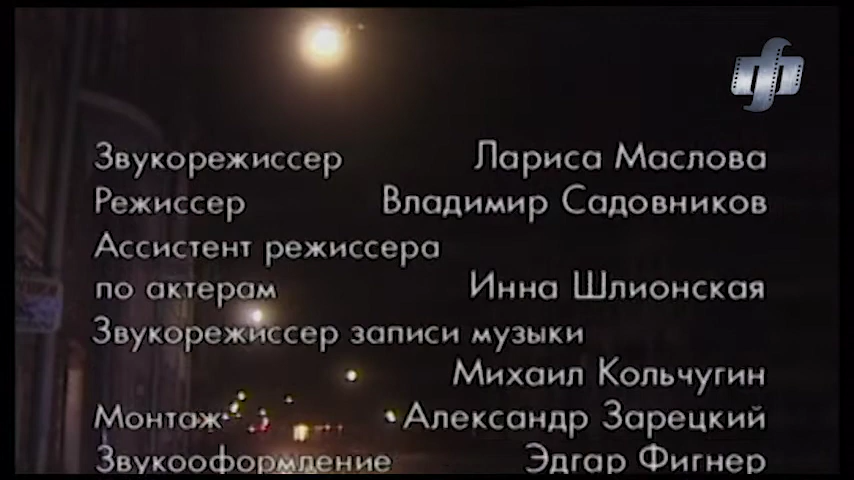 Звукорежиссер Лариса Маслова
Режиссер Владимир Садовников
Ассистент режиссера
по актерам Инна Шлионская
Звукорежиссер записи музыки
Михаил Кольчугин
Монтаж Александр Зарецкий
Звукооформление Эдгар Фигнер